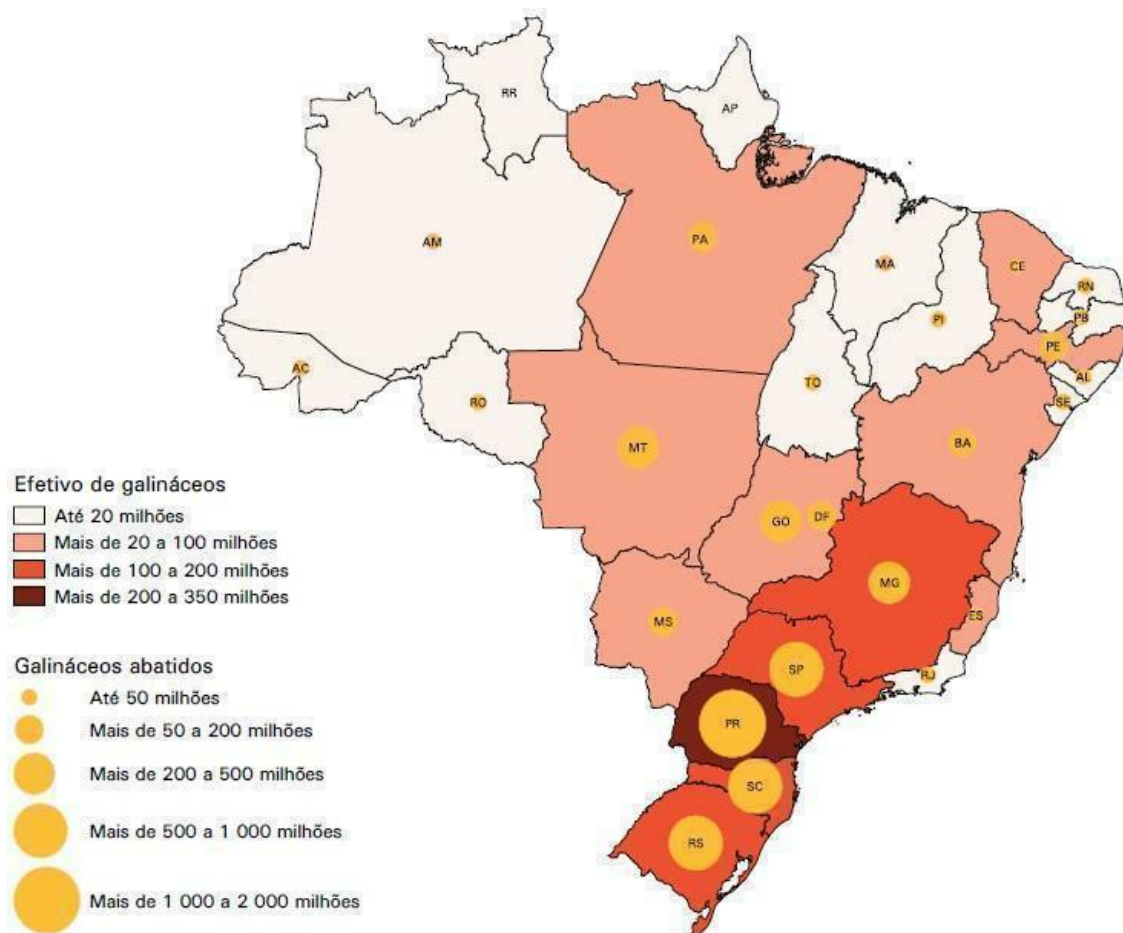 RR
AP
AM
PA
MA
CE
RN
PI
PB
PE
AC
TO
AL
RO
SE
MT
BA
Efetivo de galináceos
Até 20 milhões
GO
DF
Mais de 20 a 100 milhões
Mais de 100 a 200 milhões
MG
Mais de 200 a 350 milhões
ES
MS
Galináceos abatidos
SP
RJ
Até 50 milhões
Mais de 50 a 200 milhões
PR
Mais de 200 a 500 milhões
SC
Mais de 500 a 1 000 milhões
RS
Mais de 1 000 a 2 000 milhões